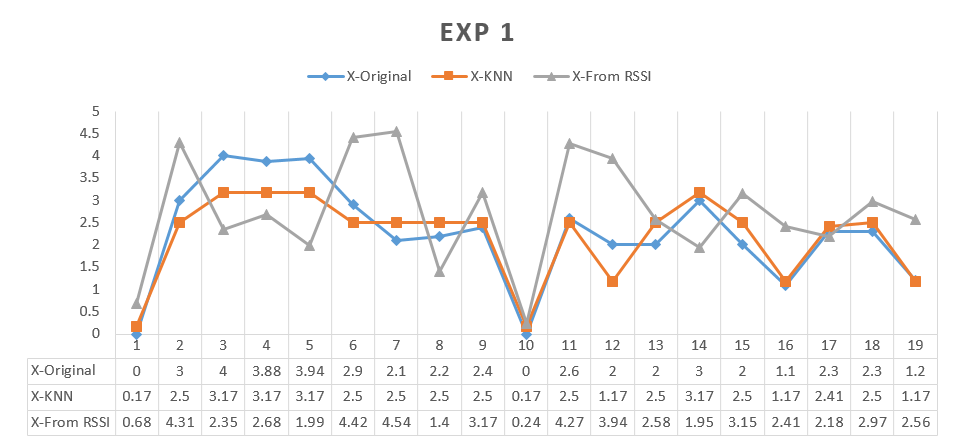 EXP 1
X-Original X-KNN X-From RSSI
5
4.5
4
3.5
3
2.5
2
1.5
1
0.5
0
1 2 3 4 5 6 7 8 9 10 11 12 13 14 15 16 17 18 19
X-Original 0 3 4 3.88 3.94 2.9 2.1 2.2 2.4 0 2.6 2 2 3 2 1.1 2.3 2.3 1.2
X-KNN 0.17 2.5 3.17 3.17 3.17 2.5 2.5 2.5 2.5 0.17 2.5 1.17 2.5 3.17 2.5 1.17 2.41 2.5 1.17
X-From RSSI 0.68 4.31 2.35 2.68 1.99 4.42 4.54 1.4 3.17 0.24 4.27 3.94 2.58 1.95 3.15 2.41 2.18 2.97 2.56